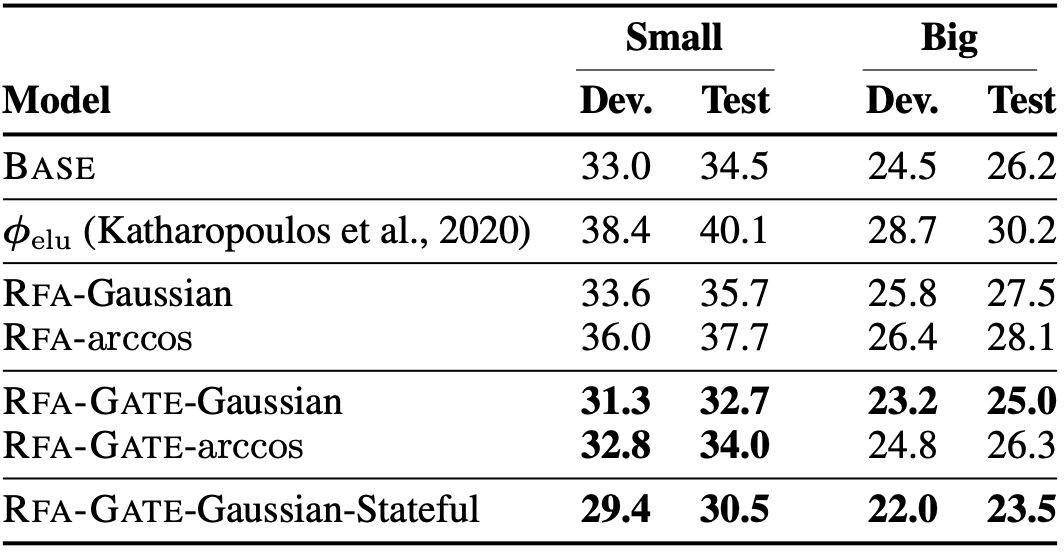 Small Big
Model Dev. Test Dev. Test
BASE 33.0 34.5 24.5 26.2
ϕelu (Katharopoulos et al., 2020) 38.4 40.1 28.7 30.2
RFA-Gaussian 33.6 35.7 25.8 27.5
RFA-arccos 36.0 37.7 26.4 28.1
RFA-GATE-Gaussian 31.3 32.7 23.2 25.0
RFA-GATE-arccos 32.8 34.0 24.8 26.3
RFA-GATE-Gaussian-Stateful 29.4 30.5 22.0 23.5